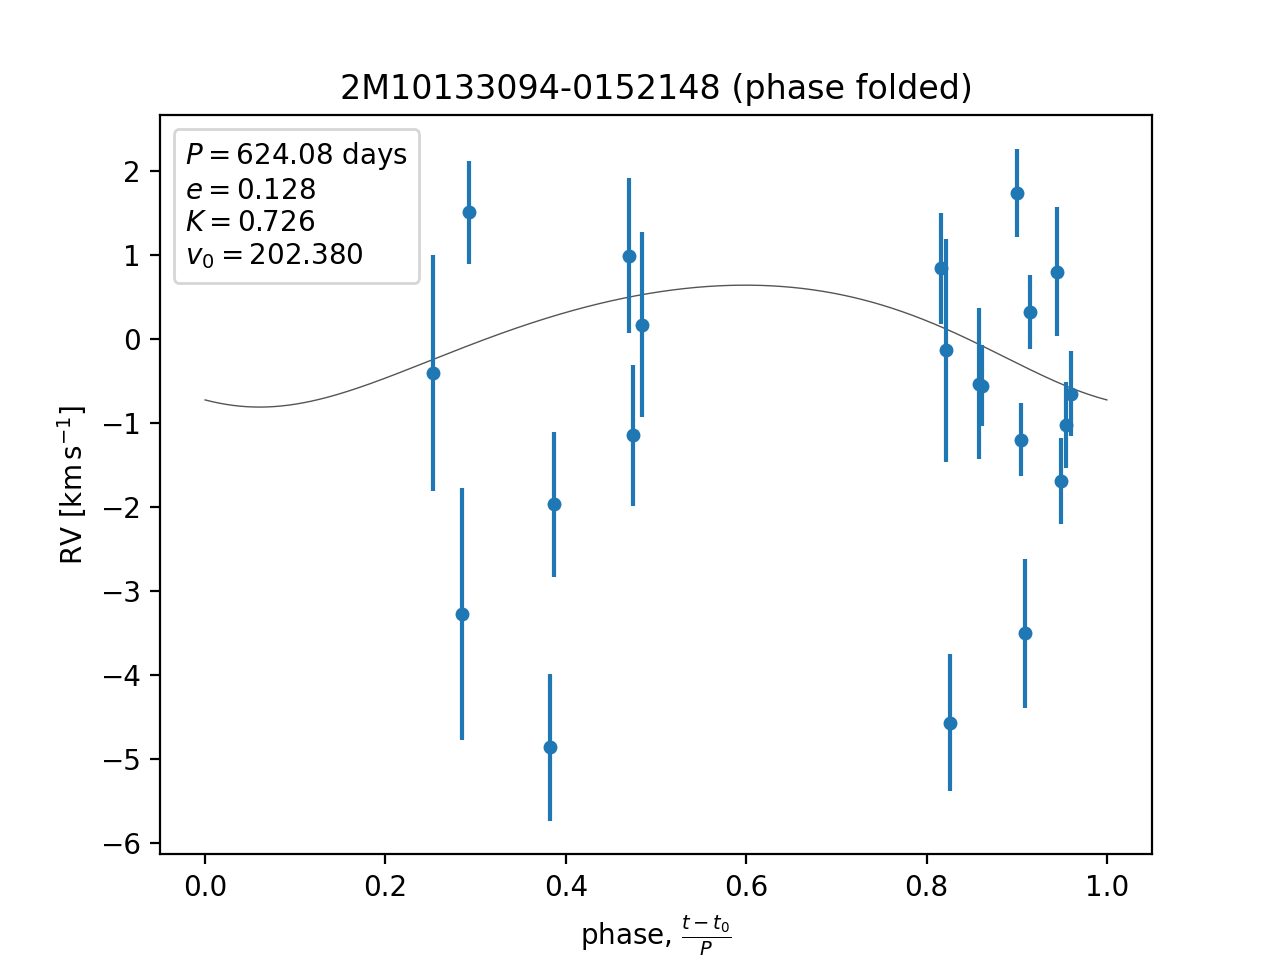 2M10133094-0152148 (phase folded)
P = 624.08 days
e = 0.128
K = 0.726
v₀ = 202.380
2
1
0
−1
−2
−3
−4
−5
−6
RV [km s⁻¹]
0.0 0.2 0.4 0.6 0.8 1.0
phase, (t − t₀)/P